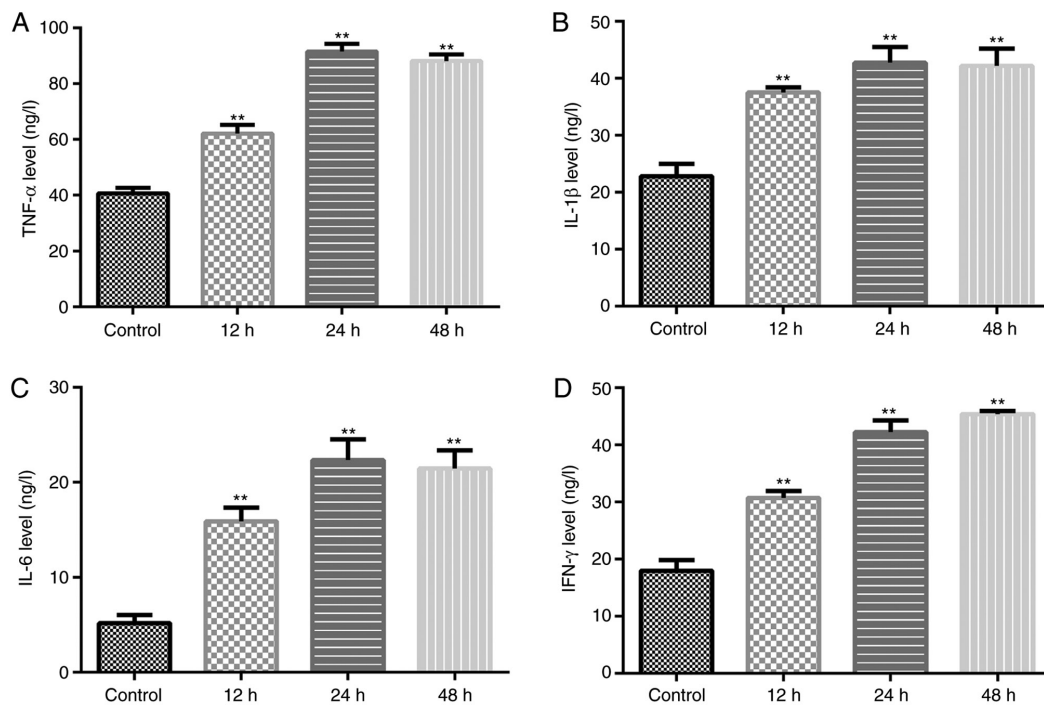 A
TNF-α level (ng/l)
100
80
60
40
20
0
**
**
**
Control 12 h 24 h 48 h
B
IL-1β level (ng/l)
50
40
30
20
10
0
**
**
**
Control 12 h 24 h 48 h
C
IL-6 level (ng/l)
30
20
10
0
**
**
**
Control 12 h 24 h 48 h
D
IFN-γ level (ng/l)
50
40
30
20
10
0
**
**
**
Control 12 h 24 h 48 h